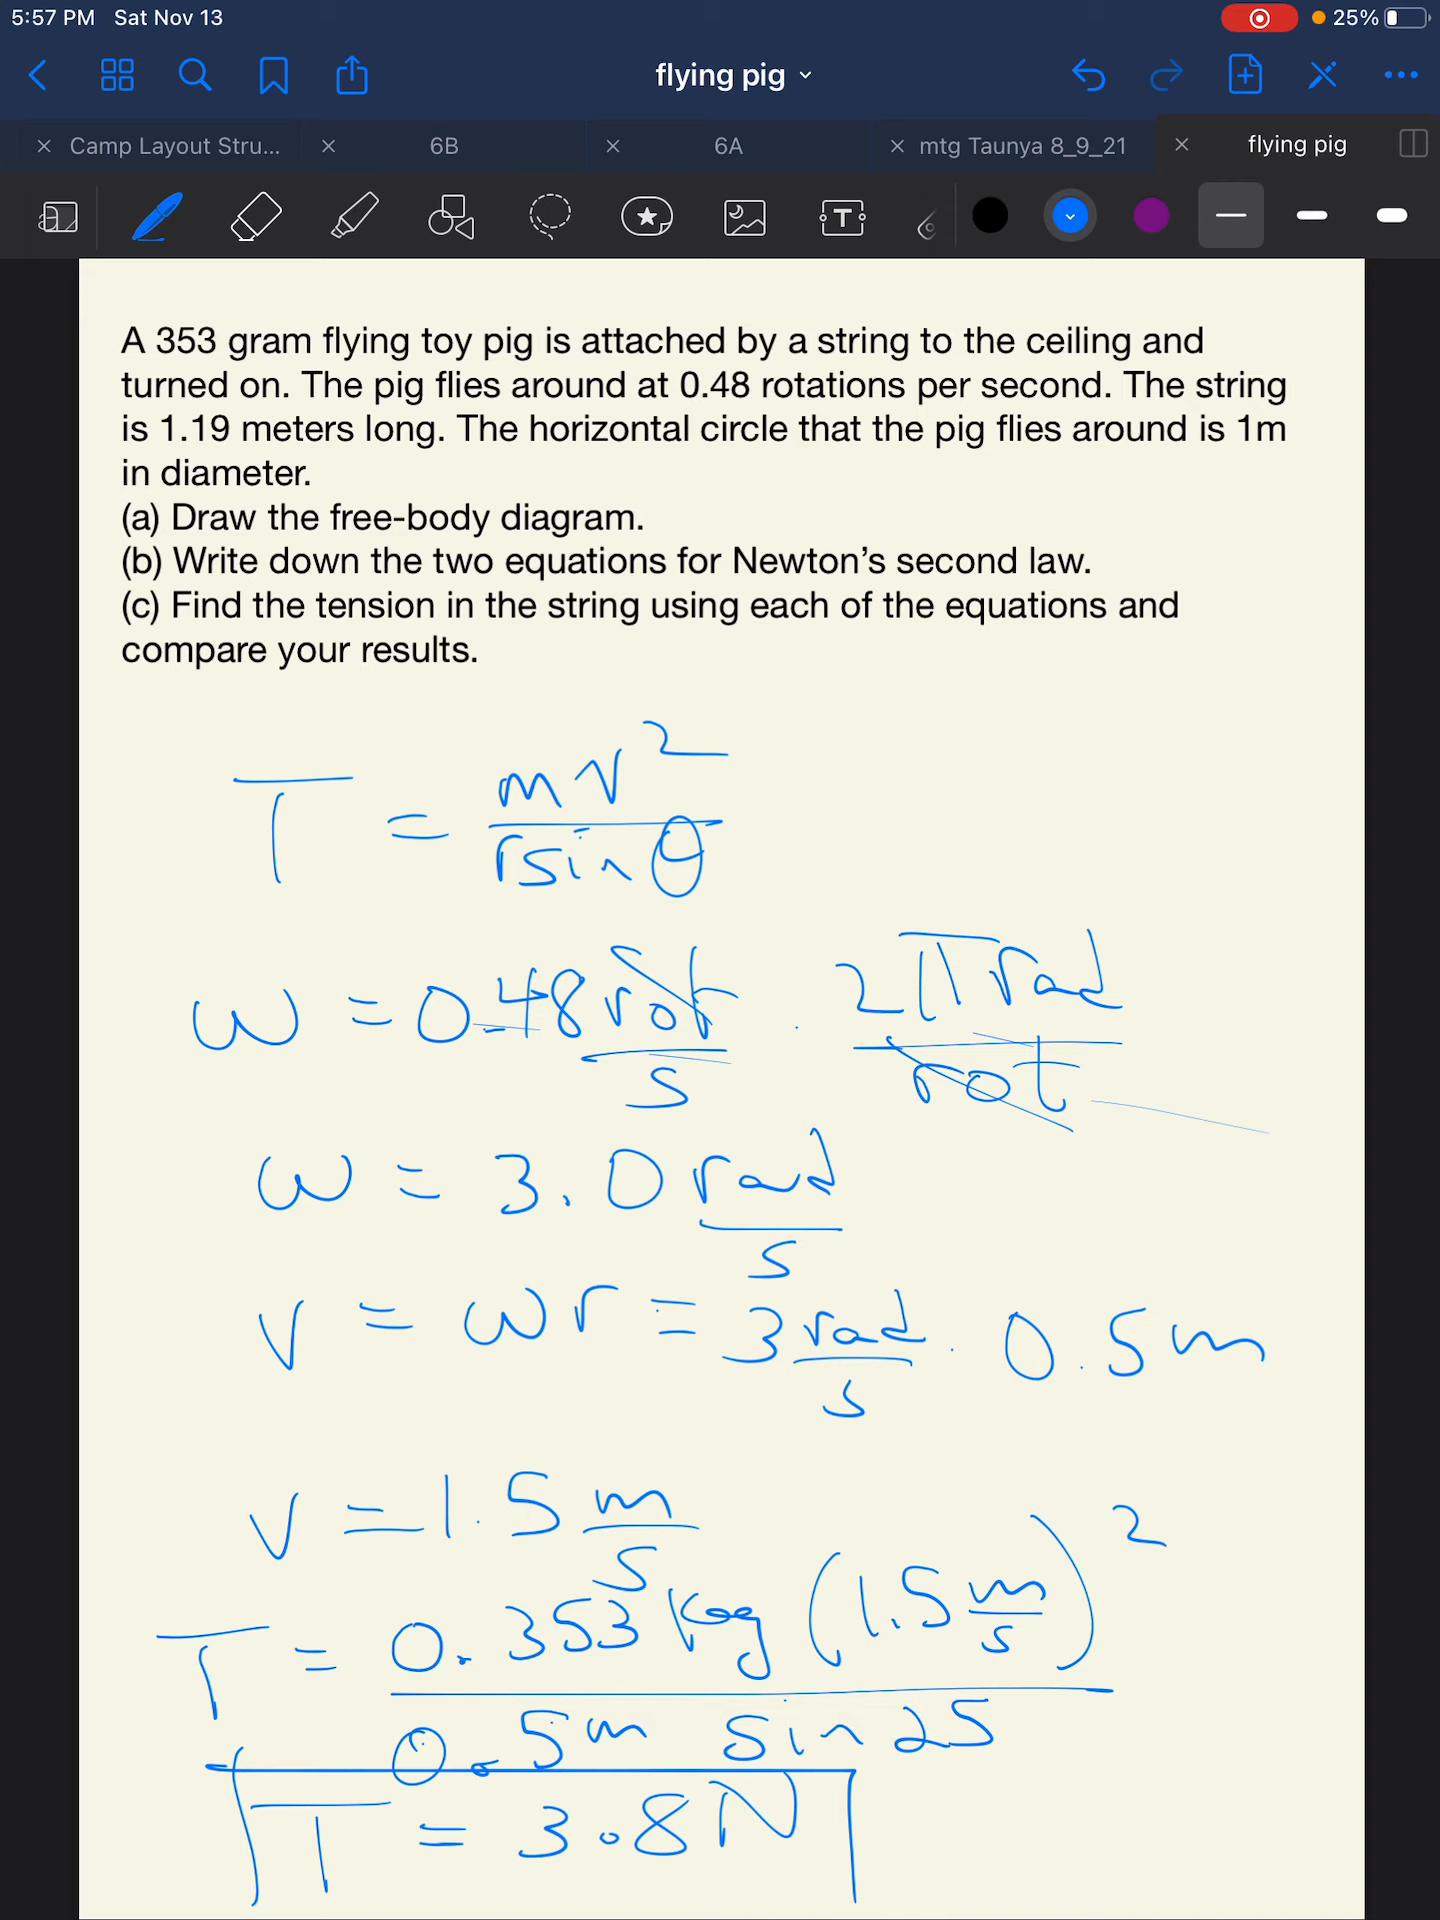 5:57 PM Sat Nov 13 25%
flying pig
Camp Layout Stru... 6B 6A mtg Taunya 8_9_21 flying pig
A 353 gram flying toy pig is attached by a string to the ceiling and
turned on. The pig flies around at 0.48 rotations per second. The string
is 1.19 meters long. The horizontal circle that the pig flies around is 1m
in diameter.
(a) Draw the free-body diagram.
(b) Write down the two equations for Newton's second law.
(c) Find the tension in the string using each of the equations and
compare your results.
T = mv² / rsinθ
ω = 0.48 rot/s · 2π rad/rot
ω = 3.0 rad/s
v = ωr = 3 rad/s · 0.5m
v = 1.5 m/s
T = 0.353 kg (1.5 m/s)² / 0.5m sin 25
T = 3.8 N